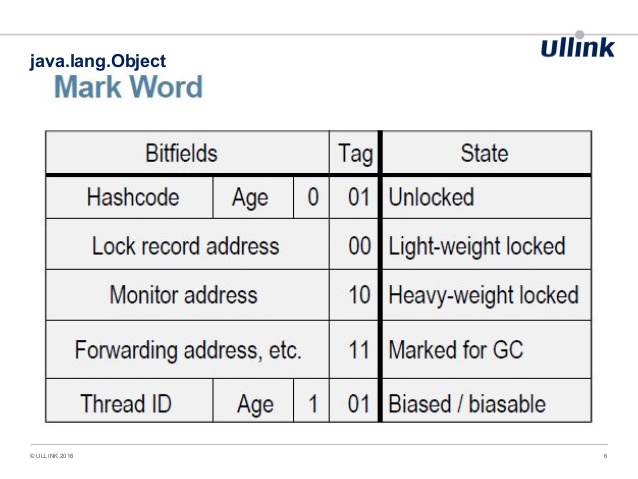 ullink
java.lang.Object
Mark Word
Bitfields Tag State
Hashcode Age 0 01 Unlocked
Lock record address 00 Light-weight locked
Monitor address 10 Heavy-weight locked
Forwarding address, etc. 11 Marked for GC
Thread ID Age 1 01 Biased / biasable
© ULLINK 2016 6